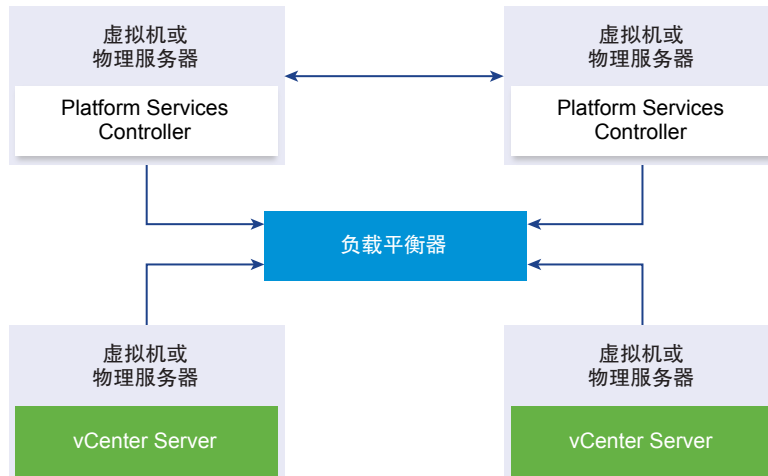 虚拟机或
物理服务器
Platform Services
Controller
虚拟机或
物理服务器
Platform Services
Controller
负载平衡器
虚拟机或
物理服务器
vCenter Server
虚拟机或
物理服务器
vCenter Server